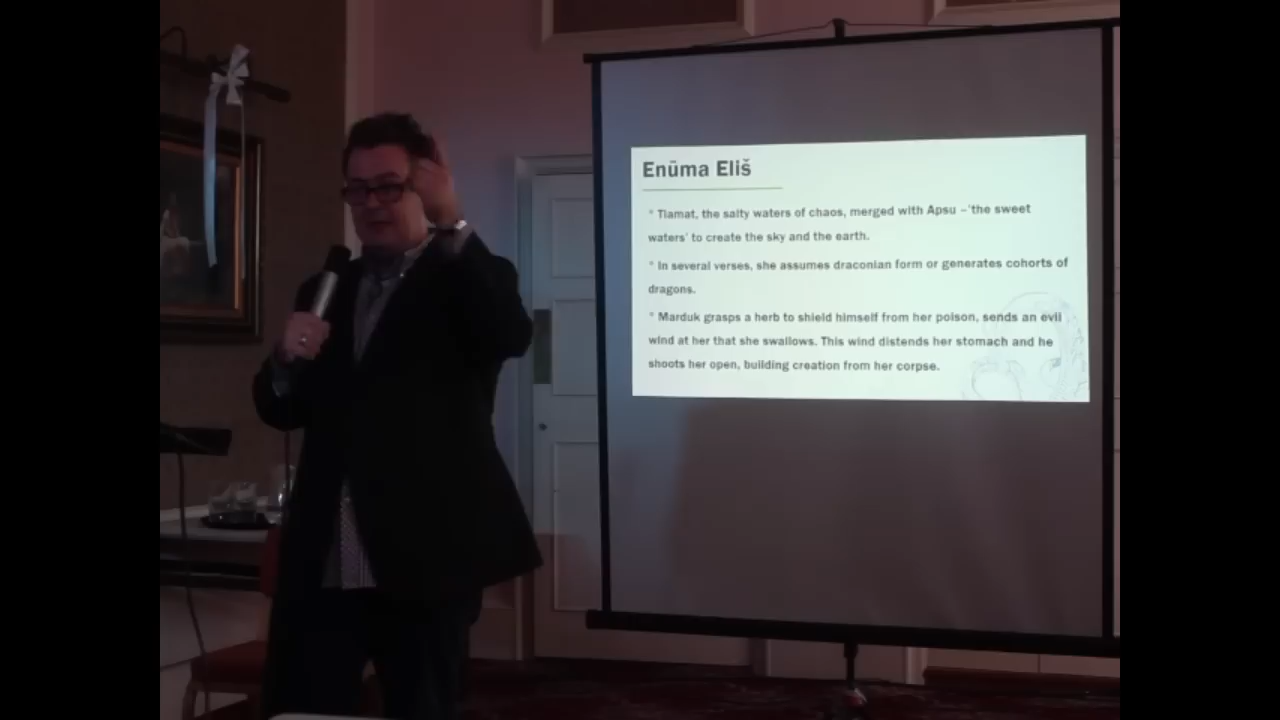 Enūma Eliš
* Tiamat, the salty waters of chaos, merged with Apsu –'the sweet
waters' to create the sky and the earth.
* In several verses, she assumes draconian form or generates cohorts of
dragons.
* Marduk grasps a herb to shield himself from her poison, sends an evil
wind at her that she swallows. This wind distends her stomach and he
shoots her open, building creation from her corpse.